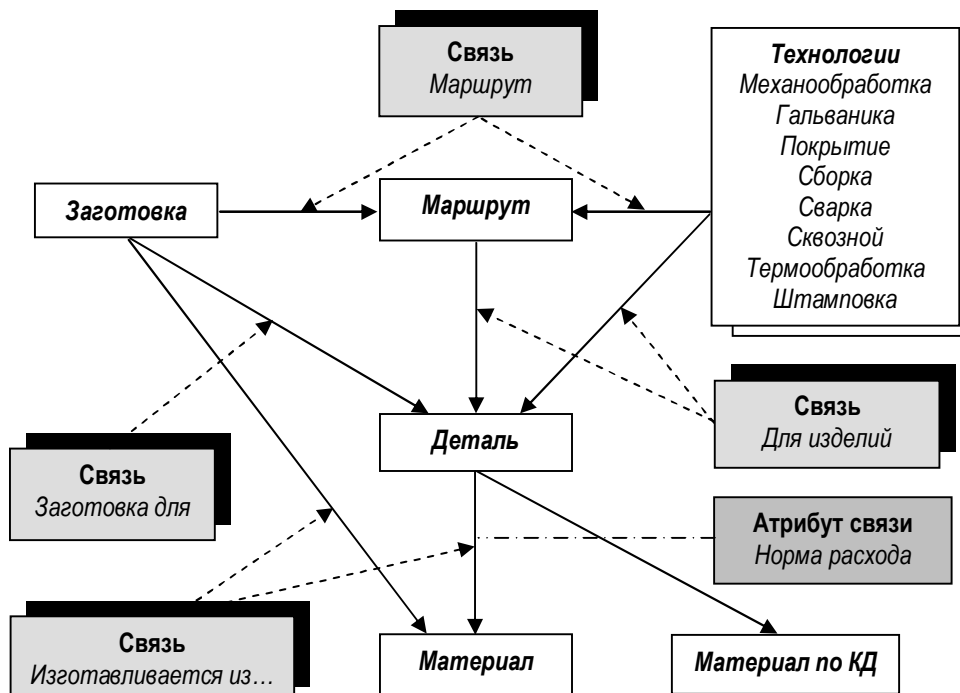 Связь
Маршрут
Технологии
Механообработка
Гальваника
Покрытие
Сборка
Сварка
Сквозной
Термообработка
Штамповка
Заготовка
Маршрут
Связь
Для изделий
Деталь
Связь
Заготовка для
Атрибут связи
Норма расхода
Связь
Изготавливается из…
Материал
Материал по КД